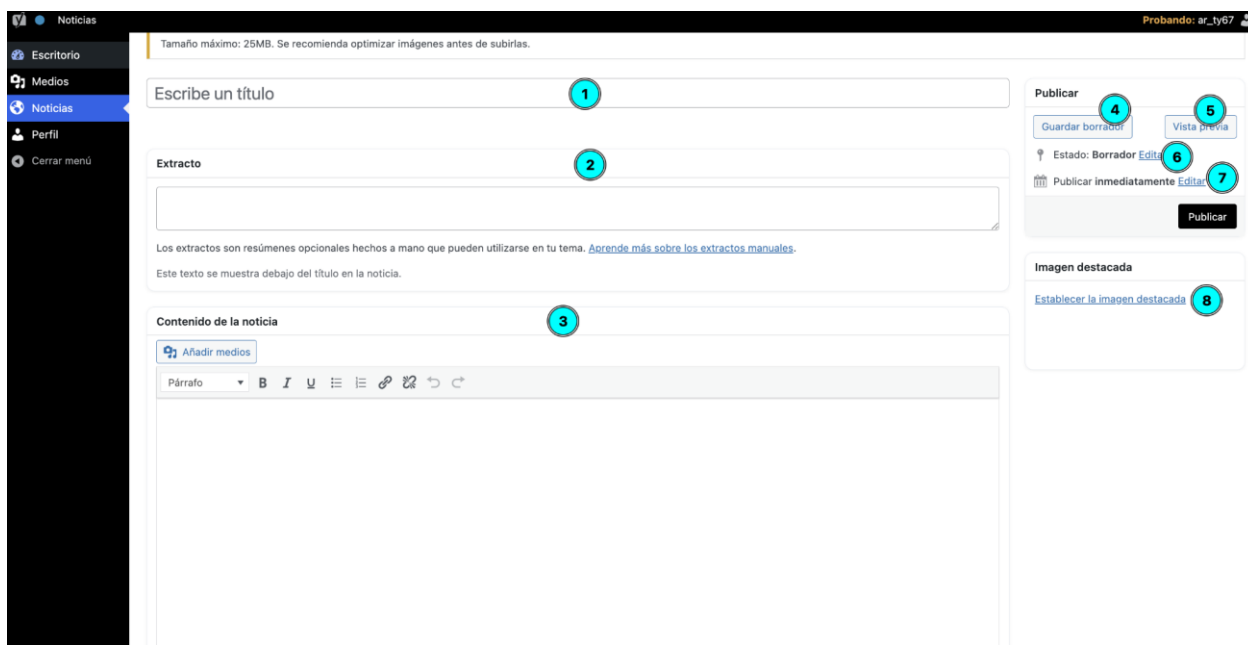 Noticias
Probando: ar_ty67
Escritorio
Medios
Noticias
Perfil
Cerrar menú
Tamaño máximo: 25MB. Se recomienda optimizar imágenes antes de subirlas.
Escribe un título
1
Extracto
2
Los extractos son resúmenes opcionales hechos a mano que pueden utilizarse en tu tema. Aprende más sobre los extractos manuales.
Este texto se muestra debajo del título en la noticia.
Contenido de la noticia
3
Añadir medios
Párrafo
B I U
Publicar
4
5
Guardar borrador
Vista previa
Estado: Borrador Edita
6
Publicar inmediatamente Editar
7
Publicar
Imagen destacada
Establecer la imagen destacada
8